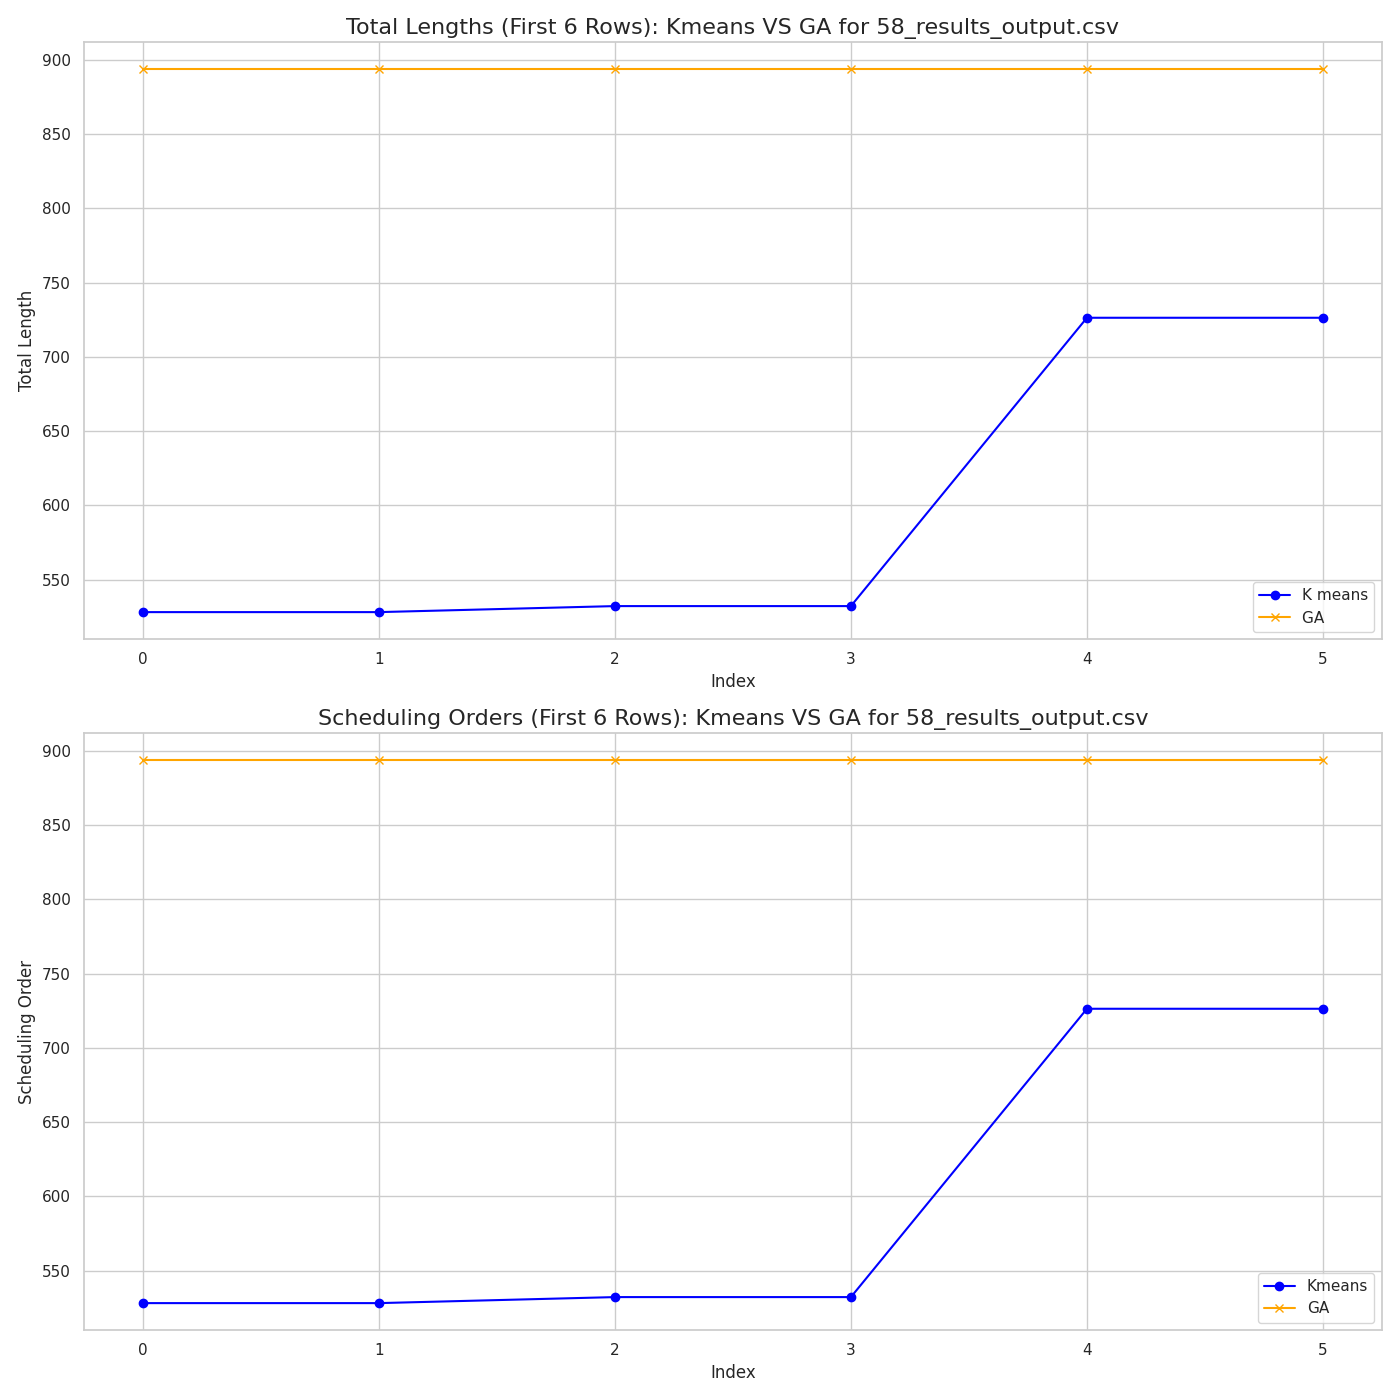 Total Lengths (First 6 Rows): Kmeans VS GA for 58_results_output.csv
900
850
800
750
700
650
600
550
Total Length
K means
GA
0 1 2 3 4 5
Index
Scheduling Orders (First 6 Rows): Kmeans VS GA for 58_results_output.csv
900
850
800
750
700
650
600
550
Scheduling Order
Kmeans
GA
0 1 2 3 4 5
Index